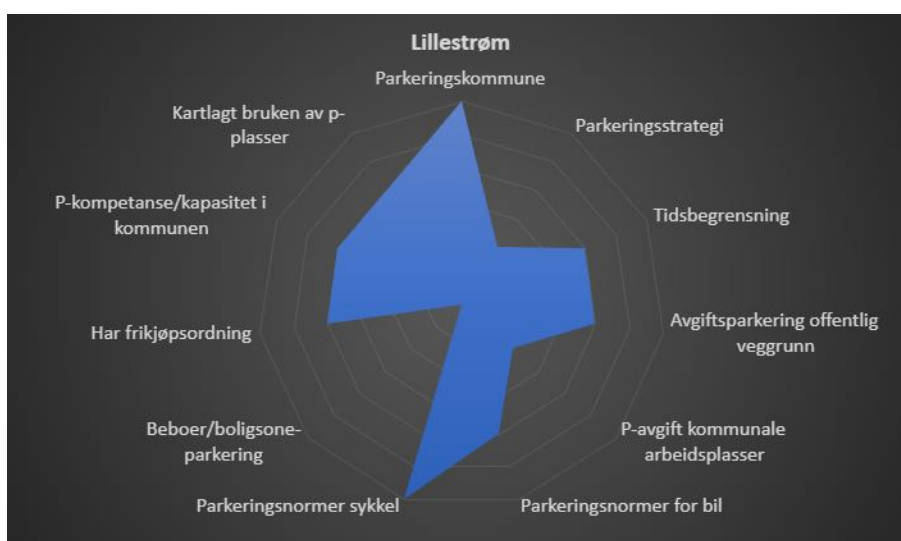 Lillestrøm
Parkeringskommune
Parkeringsstrategi
Tidsbegrensning
Avgiftsparkering offentlig
veggrunn
P-avgift kommunale
arbeidsplasser
Parkeringsnormer for bil
Parkeringsnormer sykkel
Beboer/boligsone-
parkering
Har frikjøpsordning
P-kompetanse/kapasitet i
kommunen
Kartlagt bruken av p-
plasser